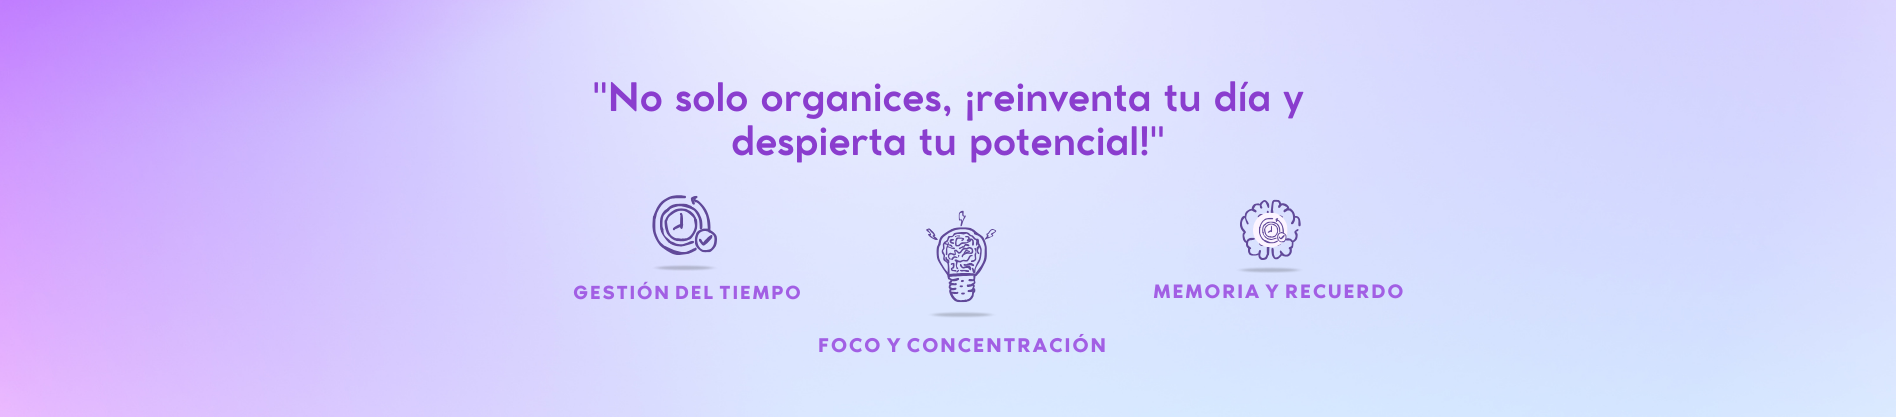 "No solo organices, ¡reinventa tu día y
despierta tu potencial!"
GESTIÓN DEL TIEMPO
FOCO Y CONCENTRACIÓN
MEMORIA Y RECUERDO